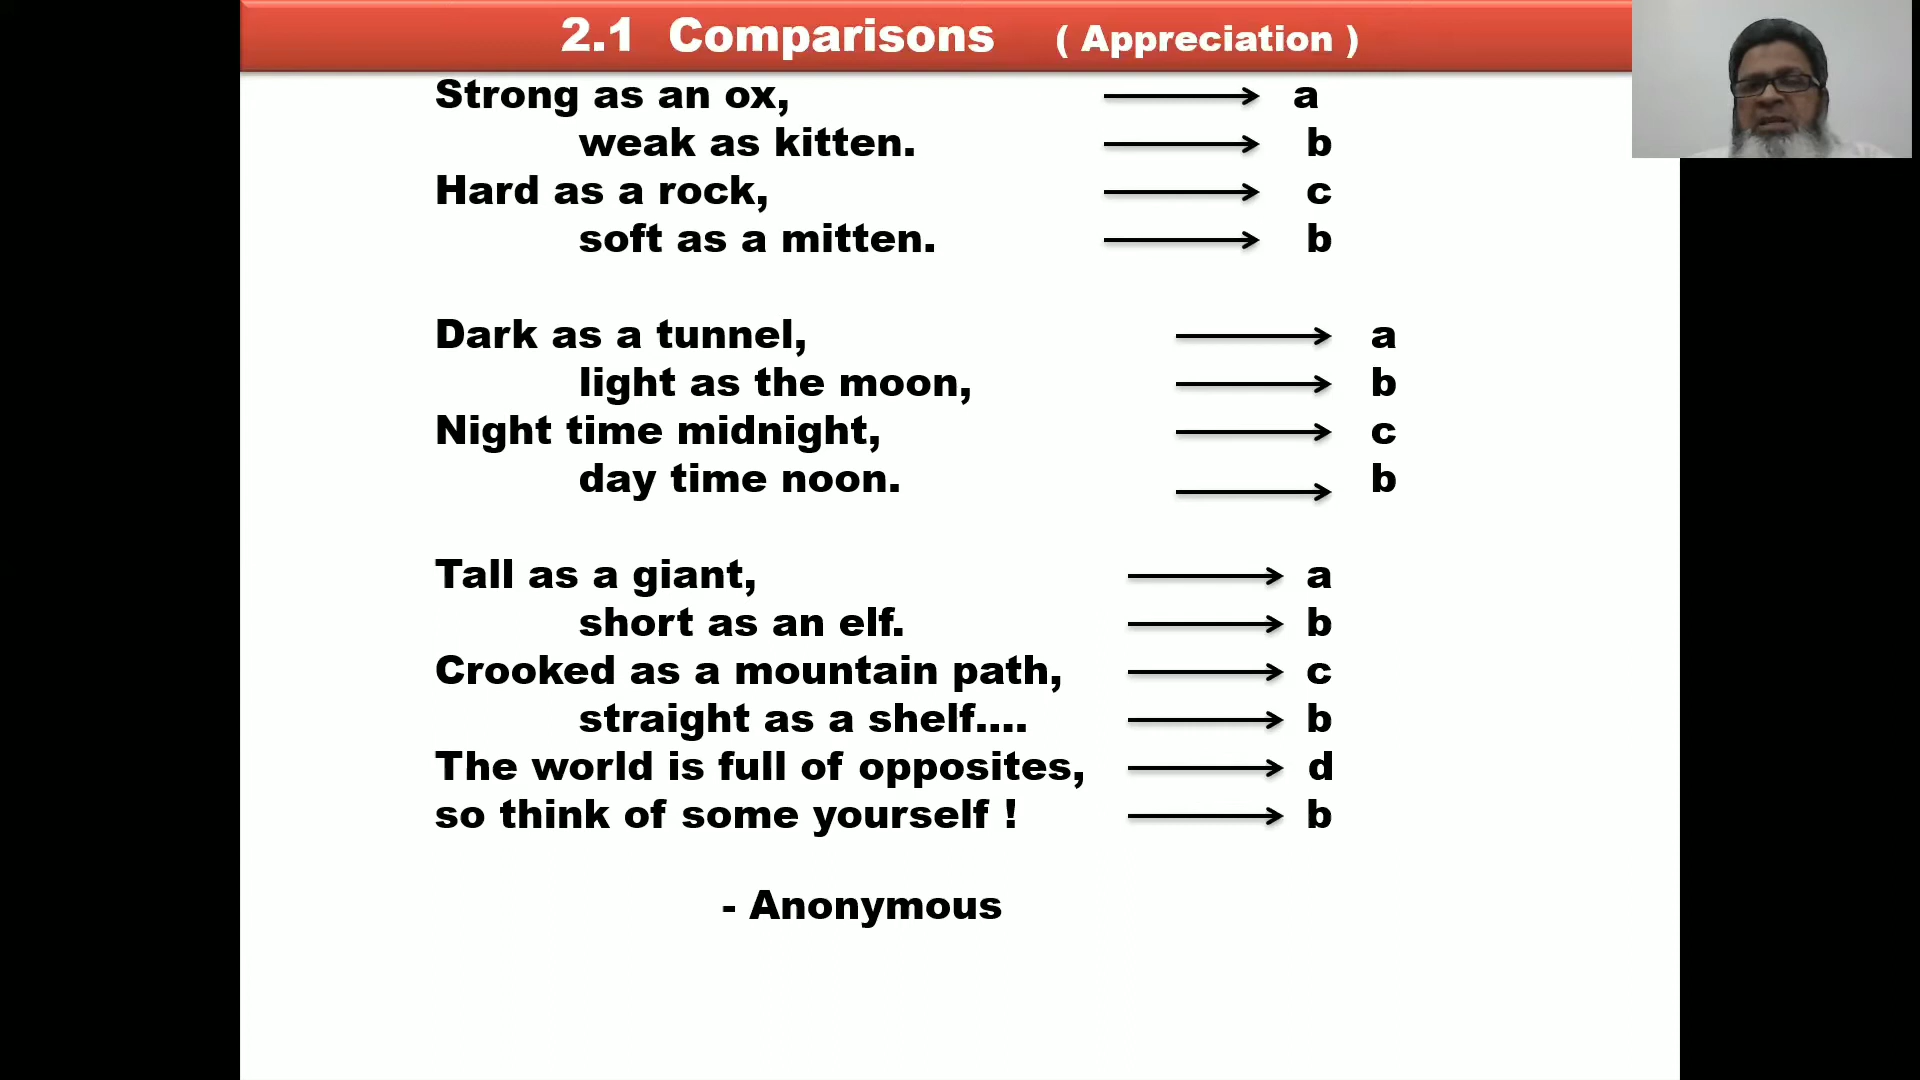 2.1 Comparisons ( Appreciation )
Strong as an ox, a
weak as kitten. b
Hard as a rock, c
soft as a mitten. b
Dark as a tunnel, a
light as the moon, b
Night time midnight, c
day time noon. b
Tall as a giant, a
short as an elf. b
Crooked as a mountain path, c
straight as a shelf.... b
The world is full of opposites, d
so think of some yourself ! b
- Anonymous